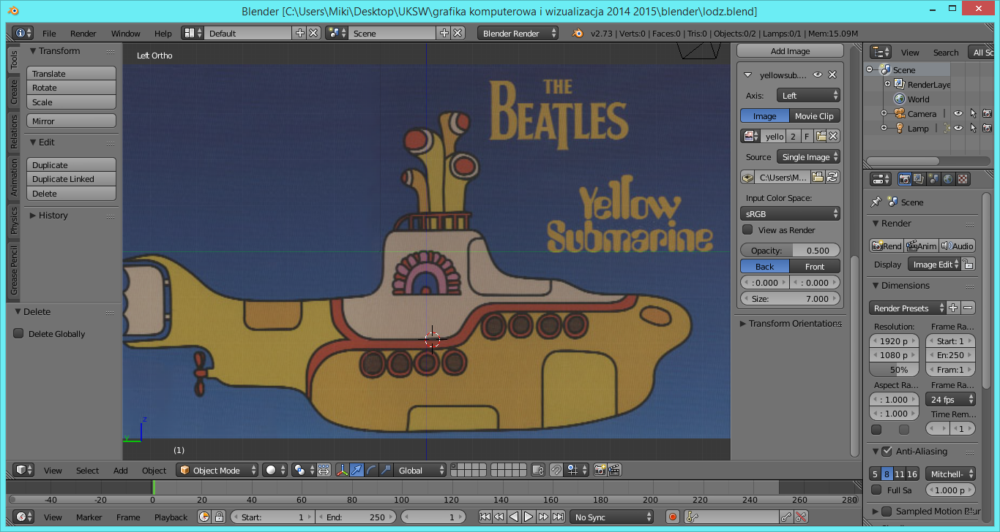 Blender [C:\Users\Miki\Desktop\UKSW\grafika komputerowa i wizualizacja 2014 2015\blender\lodz.blend]
File Render Window Help Default Scene Blender Render v2.73 | Verts:0 | Faces:0 | Tris:0 | Objects:0/2 | Lamps:0/1 | Mem:15.09M
Tools
Create
Relations
Animation
Physics
Grease Pencil
Transform
Translate
Rotate
Scale
Mirror
Edit
Duplicate
Duplicate Linked
Delete
History
Delete
Delete Globally
Left Ortho
THE
BEATLES
Yellow
Submarine
z
y
(1)
Add Image
yellowsub....
Axis: Left
Image Movie Clip
yello 2 F
Source Single Image
C:\Users\M...
Input Color Space:
sRGB
View as Render
Opacity: 0.500
Back Front
: 0.000 : 0.000
Size: 7.000
Transform Orientations
View Search All Sc
Scene
RenderLaye
World
Camera
Lamp
Scene
Render
Rend Anim Audio
Display Image Edit
Dimensions
Render Presets
Resolution: Frame Ra...
1920 p Start: 1
1080 p En:250
50% Fram:1
Aspect Ra... Frame Ra...
: 1.000 24 fps
: 1.000 Time Rem...
1
Anti-Aliasing
5 8 11 16 Mitchell-
Full Sa 1.000 p
Sampled Motion Blur
View Select Add Object Object Mode Global
-40 -20 0 20 40 60 80 100 120 140 160 180 200 220 240 260 280
View Marker Frame Playback Start: 1 End: 250 1 No Sync